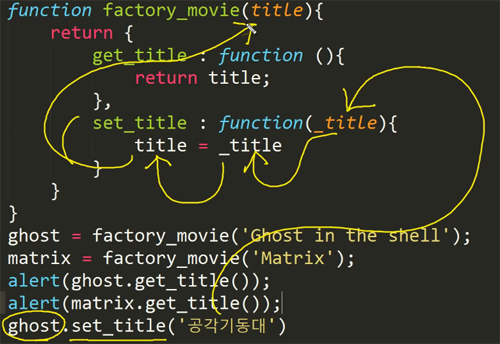 function factory_movie(title){
return {
get_title : function (){
return title;
},
set_title : function(_title){
title = _title
}
}
}
ghost = factory_movie('Ghost in the shell');
matrix = factory_movie('Matrix');
alert(ghost.get_title());
alert(matrix.get_title());
ghost.set_title('공각기동대')